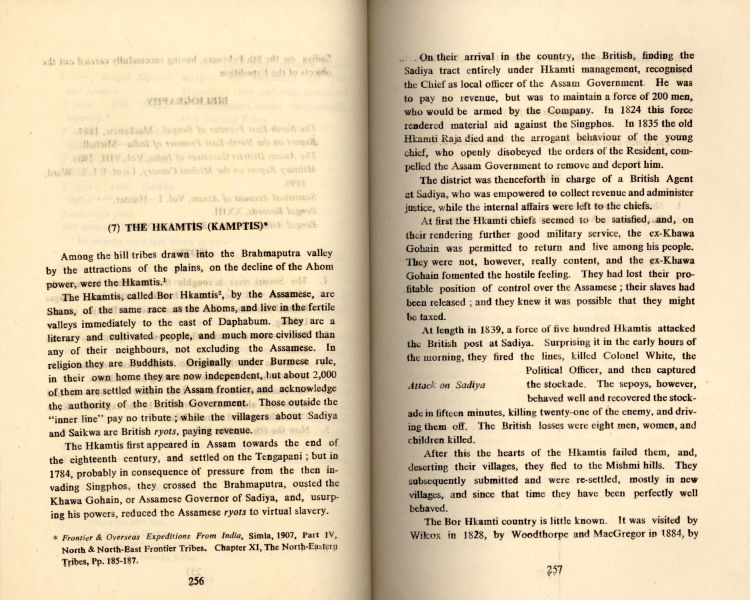 (7) THE HKAMTIS (KAMPTIS)*
Among the hill tribes drawn into the Brahmaputra valley
by the attractions of the plains, on the decline of the Ahom
power, were the Hkamtis.¹
The Hkamtis, called Bor Hkamtis², by the Assamese, are
Shans, of the same race as the Ahoms, and live in the fertile
valleys immediately to the east of Daphabum. They are a
literary and cultivated people, and much more civilised than
any of their neighbours, not excluding the Assamese. In
religion they are Buddhists. Originally under Burmese rule,
in their own home they are now independent, but about 2,000
of them are settled within the Assam frontier, and acknowledge
the authority of the British Government. Those outside the
"inner line" pay no tribute ; while the villagers about Sadiya
and Saikwa are British ryots, paying revenue.
The Hkamtis first appeared in Assam towards the end of
the eighteenth century, and settled on the Tengapani ; but in
1784, probably in consequence of pressure from the then in-
vading Singphos, they crossed the Brahmaputra, ousted the
Khawa Gohain, or Assamese Governor of Sadiya, and, usurp-
ing his powers, reduced the Assamese ryots to virtual slavery.
* Frontier & Overseas Expeditions From India, Simla, 1907, Part IV,
North & North-East Frontier Tribes. Chapter XI, The North-Eastern
Tribes, Pp. 185-187.
256
On their arrival in the country, the British, finding the
Sadiya tract entirely under Hkamti management, recognised
the Chief as local officer of the Assam Government. He was
to pay no revenue, but was to maintain a force of 200 men,
who would be armed by the Company. In 1824 this force
rendered material aid against the Singphos. In 1835 the old
Hkamti Raja died and the arrogant behaviour of the young
chief, who openly disobeyed the orders of the Resident, com-
pelled the Assam Government to remove and deport him.
The district was thenceforth in charge of a British Agent
at Sadiya, who was empowered to collect revenue and administer
justice, while the internal affairs were left to the chiefs.
At first the Hkamti chiefs seemed to be satisfied, and, on
their rendering further good military service, the ex-Khawa
Gohain was permitted to return and live among his people.
They were not, however, really content, and the ex-Khawa
Gohain fomented the hostile feeling. They had lost their pro-
fitable position of control over the Assamese ; their slaves had
been released ; and they knew it was possible that they might
be taxed.
At length in 1839, a force of five hundred Hkamtis attacked
the British post at Sadiya. Surprising it in the early hours of
the morning, they fired the lines, killed Colonel White, the
Political Officer, and then captured
Attack on Sadiya the stockade. The sepoys, however,
behaved well and recovered the stock-
ade in fifteen minutes, killing twenty-one of the enemy, and driv-
ing them off. The British losses were eight men, women, and
children killed.
After this the hearts of the Hkamtis failed them, and,
deserting their villages, they fled to the Mishmi hills. They
subsequently submitted and were re-settled, mostly in new
villages, and since that time they have been perfectly well
behaved.
The Bor Hkamti country is little known. It was visited by
Wilcox in 1828, by Woodthorpe and MacGregor in 1884, by
257